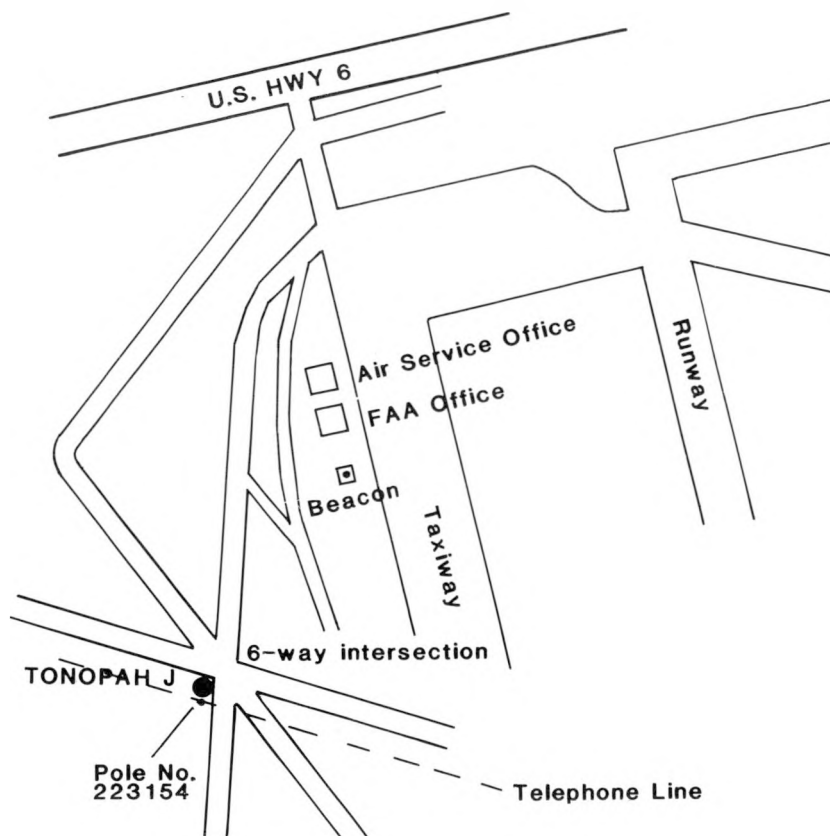 U.S. HWY 6
Air Service Office
FAA Office
Runway
Beacon
Taxiway
6-way intersection
TONOPAH J
Pole No.
223154
Telephone Line